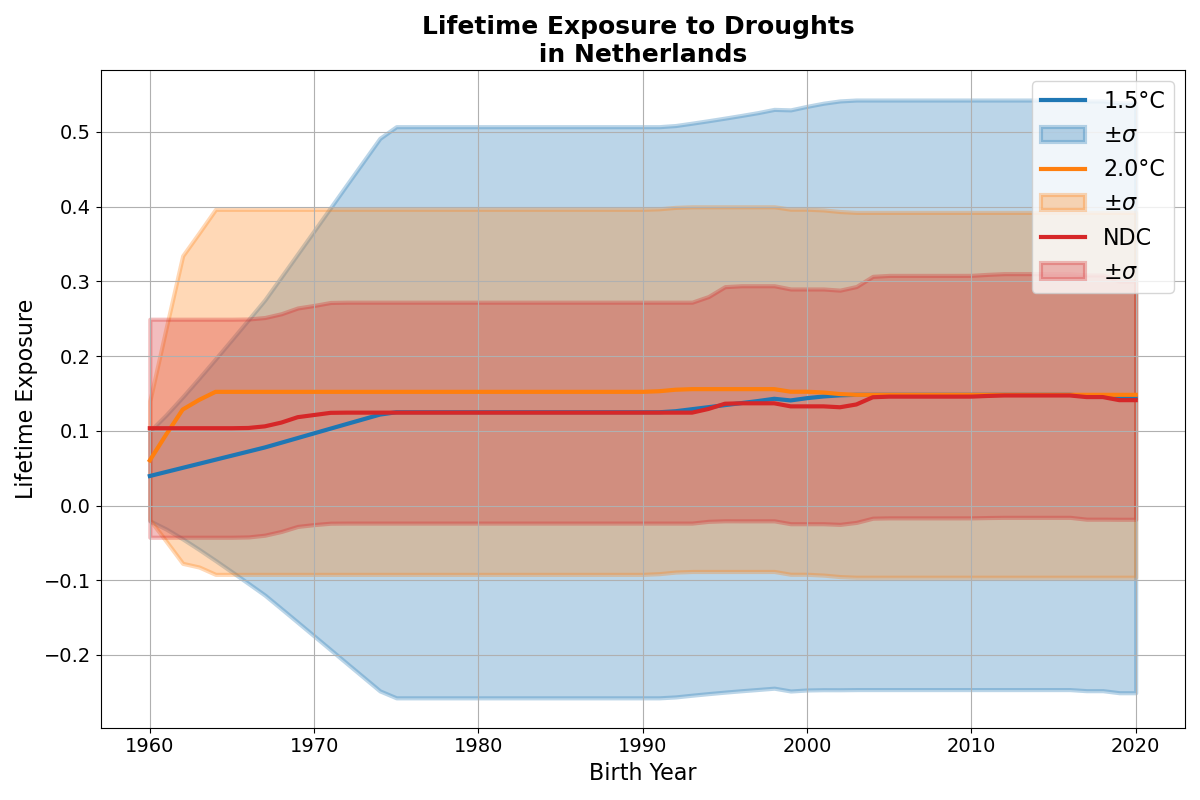 Lifetime Exposure to Droughts
in Netherlands
Lifetime Exposure
0.5
0.4
0.3
0.2
0.1
0.0
−0.1
−0.2
1.5°C
±σ
2.0°C
±σ
NDC
±σ
1960 1970 1980 1990 2000 2010 2020
Birth Year